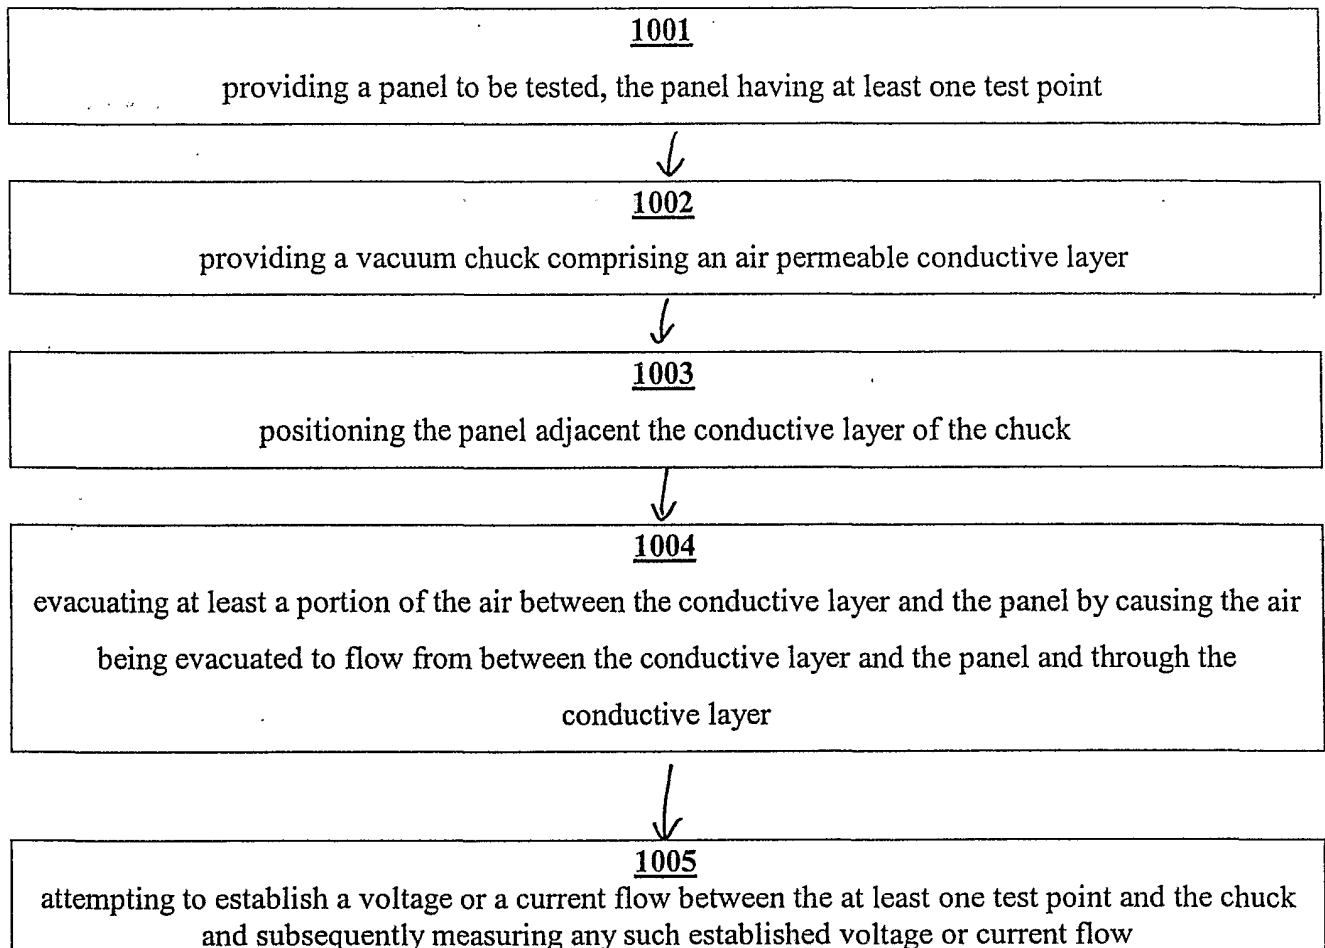 1001
providing a panel to be tested, the panel having at least one test point
1002
providing a vacuum chuck comprising an air permeable conductive layer
1003
positioning the panel adjacent the conductive layer of the chuck
1004
evacuating at least a portion of the air between the conductive layer and the panel by causing the air
being evacuated to flow from between the conductive layer and the panel and through the
conductive layer
1005
attempting to establish a voltage or a current flow between the at least one test point and the chuck
and subsequently measuring any such established voltage or current flow